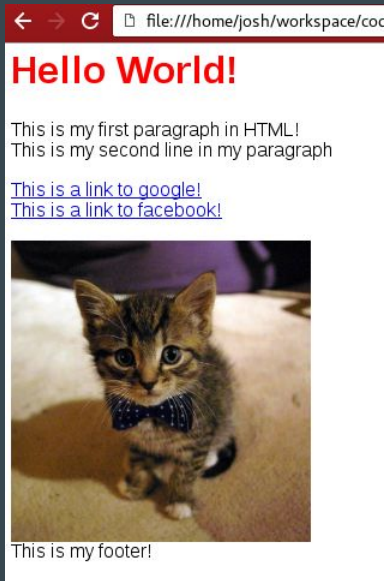 file:///home/josh/workspace/coc
Hello World!
This is my first paragraph in HTML!
This is my second line in my paragraph
This is a link to google!
This is a link to facebook!
This is my footer!